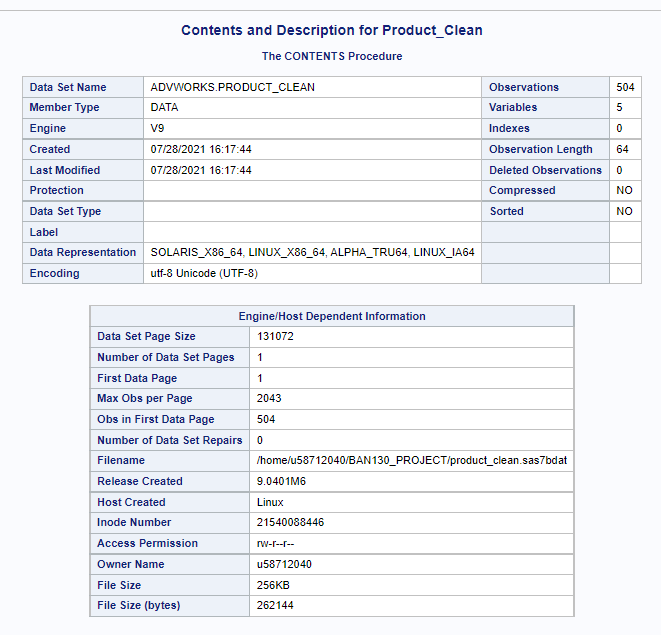 Contents and Description for Product_Clean
The CONTENTS Procedure
Data Set Name ADVWORKS.PRODUCT_CLEAN Observations 504
Member Type DATA Variables 5
Engine V9 Indexes 0
Created 07/28/2021 16:17:44 Observation Length 64
Last Modified 07/28/2021 16:17:44 Deleted Observations 0
Protection Compressed NO
Data Set Type Sorted NO
Label
Data Representation SOLARIS_X86_64, LINUX_X86_64, ALPHA_TRU64, LINUX_IA64
Encoding utf-8 Unicode (UTF-8)
Engine/Host Dependent Information
Data Set Page Size 131072
Number of Data Set Pages 1
First Data Page 1
Max Obs per Page 2043
Obs in First Data Page 504
Number of Data Set Repairs 0
Filename /home/u58712040/BAN130_PROJECT/product_clean.sas7bdat
Release Created 9.0401M6
Host Created Linux
Inode Number 21540088446
Access Permission rw-r--r--
Owner Name u58712040
File Size 256KB
File Size (bytes) 262144